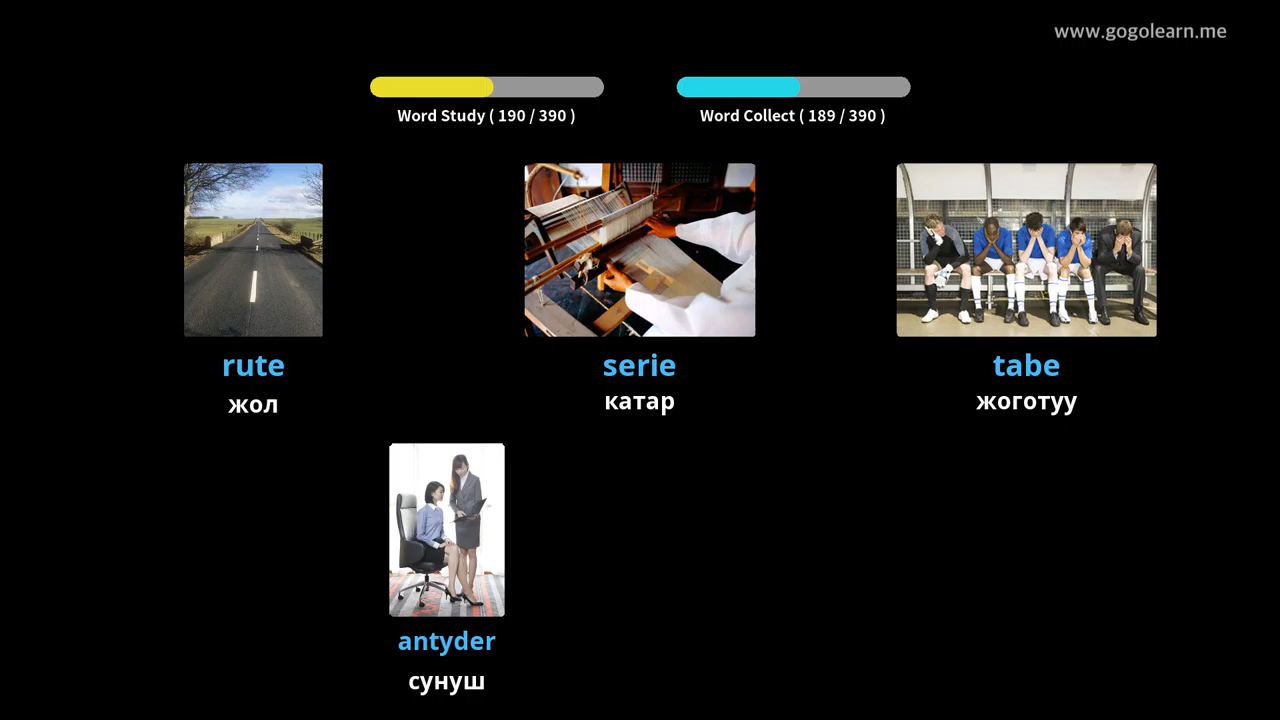 www.gogolearn.me
Word Study ( 190 / 390 )
Word Collect ( 189 / 390 )
rute
жол
serie
катар
tabe
жоготуу
antyder
сунуш